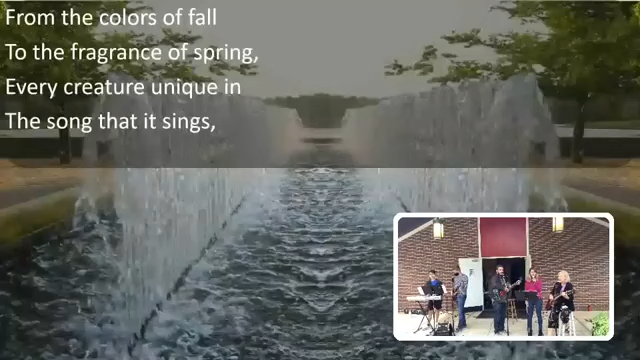 From the colors of fall
To the fragrance of spring,
Every creature unique in
The song that it sings,